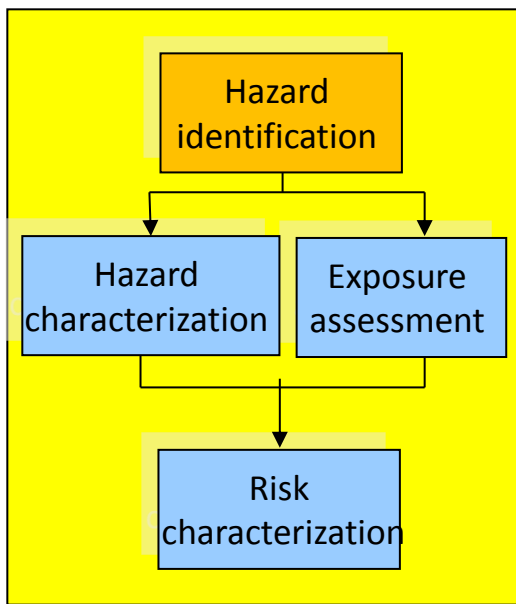 Hazard
identification
Hazard
characterization
Exposure
assessment
Risk
characterization